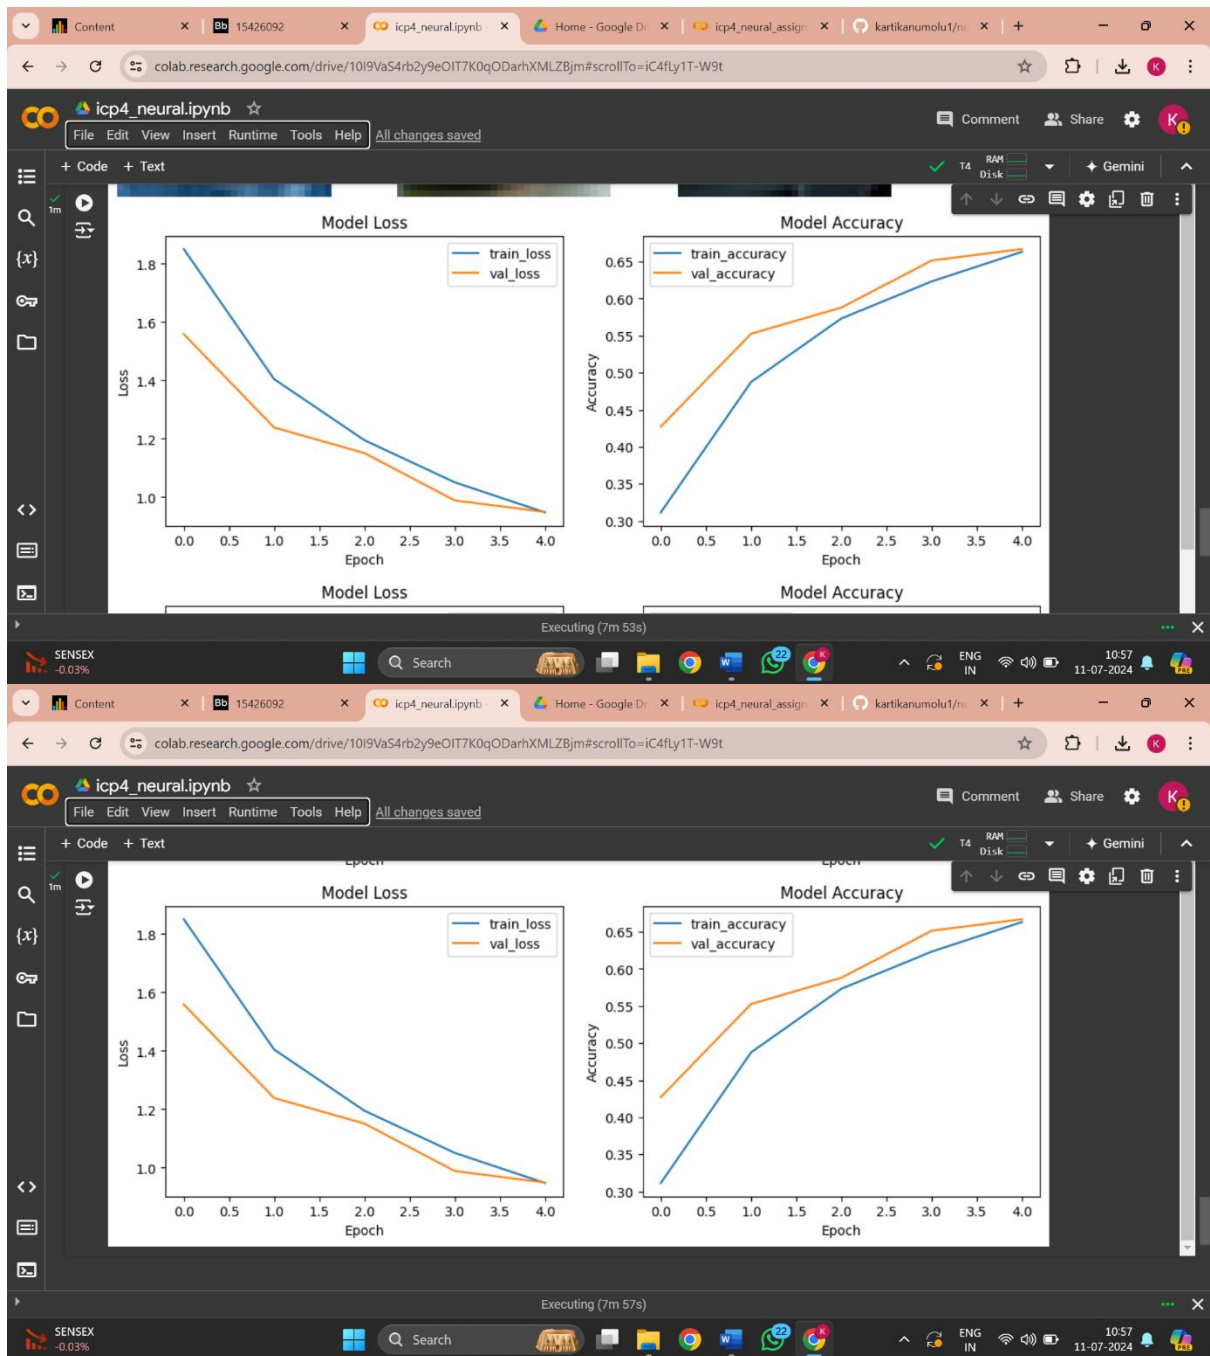 Content
15426092
icp4_neural.ipynb
Home - Google Dr
icp4_neural_assign
kartikanumolu1/ne
colab.research.google.com/drive/10I9VaS4rb2y9eOIT7K0qODarhXMLZBjm#scrollTo=iC4fLy1T-W9t
K
icp4_neural.ipynb
Comment
Share
File Edit View Insert Runtime Tools Help All changes saved
+ Code + Text
T4 RAM Disk
Gemini
1m
{x}
Model Loss
train_loss
val_loss
1.8
1.6
1.4
1.2
1.0
Loss
0.0 0.5 1.0 1.5 2.0 2.5 3.0 3.5 4.0
Epoch
Model Accuracy
train_accuracy
val_accuracy
0.65
0.60
0.55
0.50
0.45
0.40
0.35
0.30
Accuracy
0.0 0.5 1.0 1.5 2.0 2.5 3.0 3.5 4.0
Epoch
Model Loss
Model Accuracy
Executing (7m 53s)
SENSEX
-0.03%
Search
22
ENG
IN
10:57
11-07-2024
Content
15426092
icp4_neural.ipynb
Home - Google Dr
icp4_neural_assign
kartikanumolu1/ne
colab.research.google.com/drive/10I9VaS4rb2y9eOIT7K0qODarhXMLZBjm#scrollTo=iC4fLy1T-W9t
K
icp4_neural.ipynb
Comment
Share
File Edit View Insert Runtime Tools Help All changes saved
+ Code + Text
T4 RAM Disk
Gemini
1m
{x}
Epoch
Epoch
Model Loss
train_loss
val_loss
1.8
1.6
1.4
1.2
1.0
Loss
0.0 0.5 1.0 1.5 2.0 2.5 3.0 3.5 4.0
Epoch
Model Accuracy
train_accuracy
val_accuracy
0.65
0.60
0.55
0.50
0.45
0.40
0.35
0.30
Accuracy
0.0 0.5 1.0 1.5 2.0 2.5 3.0 3.5 4.0
Epoch
Executing (7m 57s)
SENSEX
-0.03%
Search
22
ENG
IN
10:57
11-07-2024